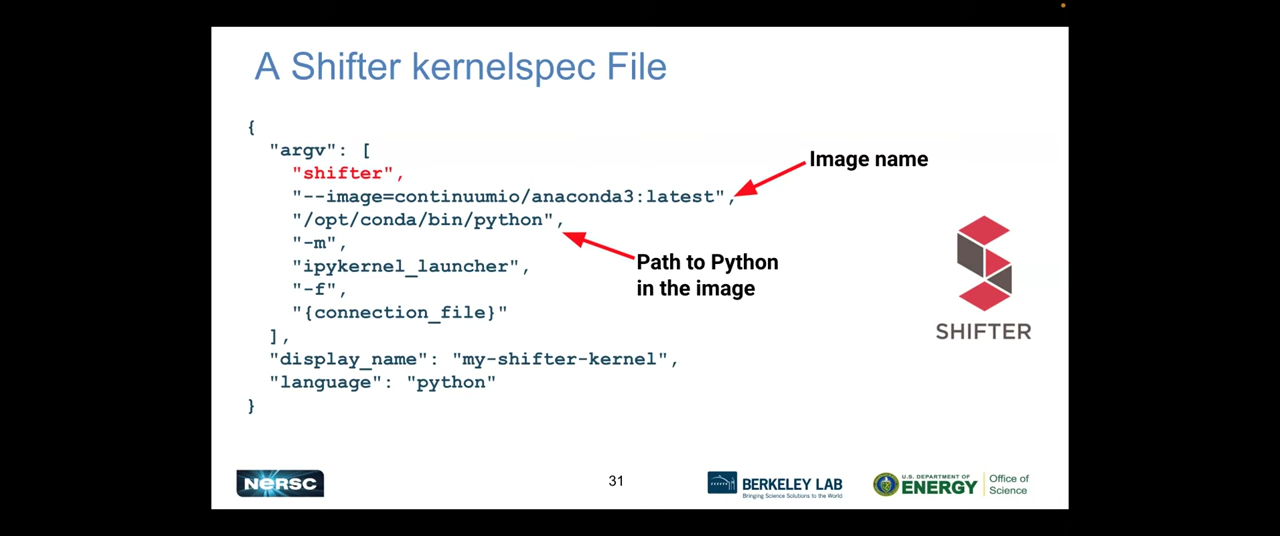 A Shifter kernelspec File
{
"argv": [
"shifter",
"--image=continuumio/anaconda3:latest",
"/opt/conda/bin/python",
"-m",
"ipykernel_launcher",
"-f",
"{connection_file}"
],
"display_name": "my-shifter-kernel",
"language": "python"
}
Image name
Path to Python
in the image
SHIFTER
NERSC
31
BERKELEY LAB
Bringing Science Solutions to the World
U.S. DEPARTMENT OF
ENERGY
Office of
Science